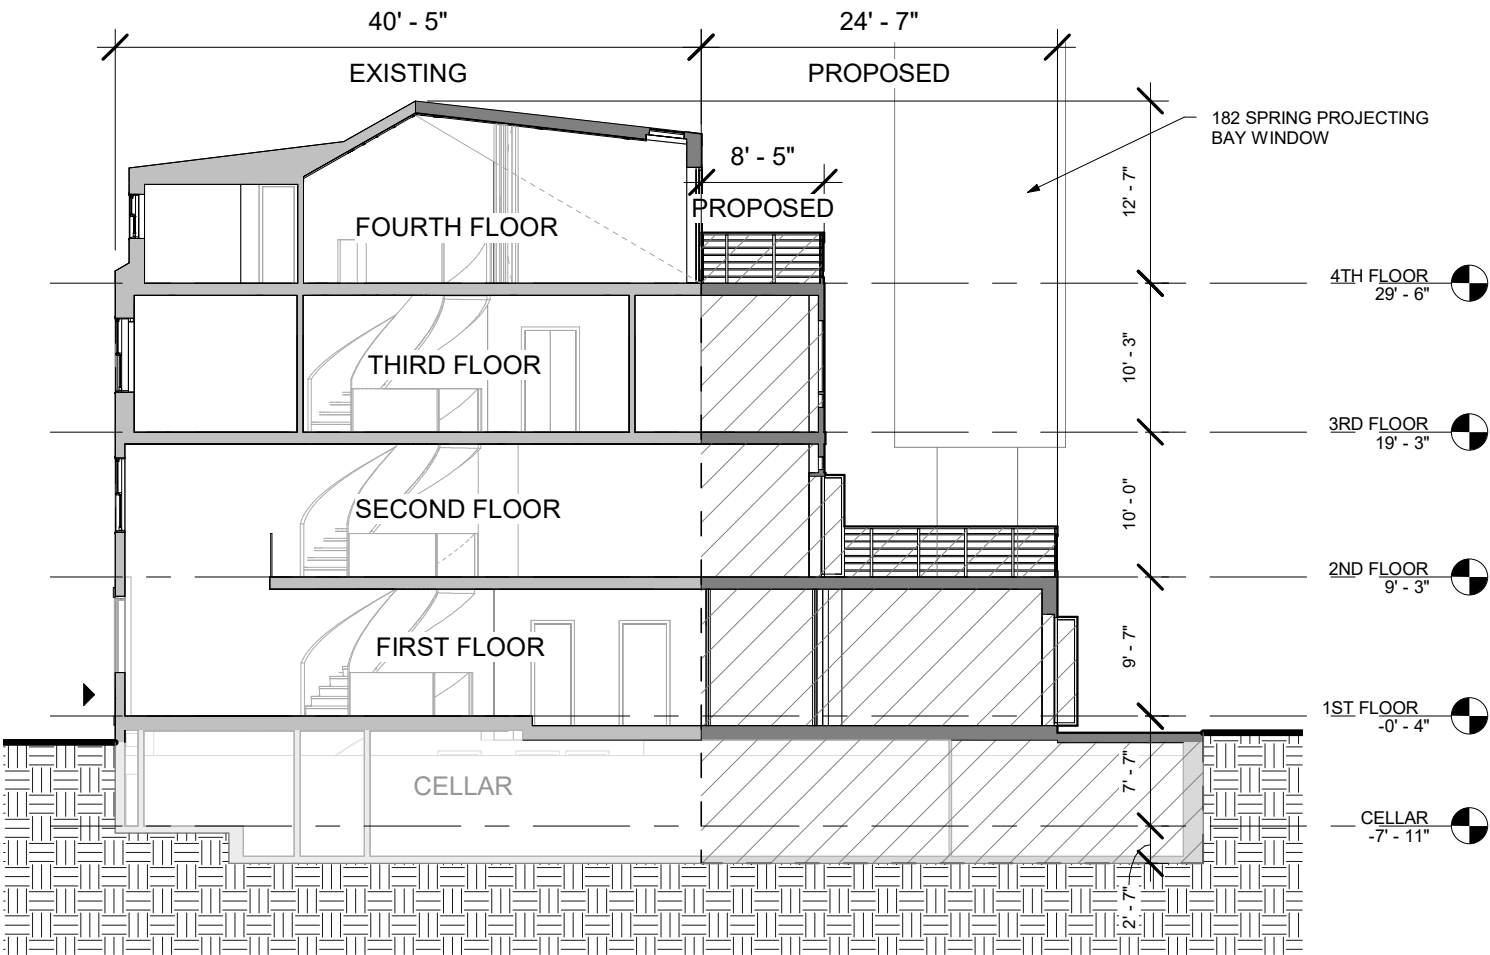 40' - 5"
24' - 7"
EXISTING
PROPOSED
182 SPRING PROJECTING
BAY WINDOW
8' - 5"
PROPOSED
12' - 7"
FOURTH FLOOR
4TH FLOOR
29' - 6"
10' - 3"
THIRD FLOOR
3RD FLOOR
19' - 3"
10' - 0"
SECOND FLOOR
2ND FLOOR
9' - 3"
9' - 7"
FIRST FLOOR
1ST FLOOR
-0' - 4"
7' - 7"
CELLAR
CELLAR
-7' - 11"
2' - 7"